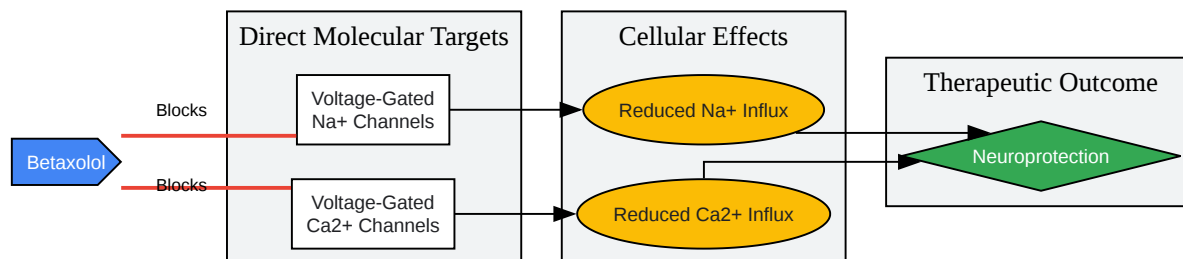 Direct Molecular Targets
Cellular Effects
Therapeutic Outcome
Blocks
Voltage-Gated
Na+ Channels
Reduced Na+ Influx
Betaxolol
Neuroprotection
Blocks
Voltage-Gated
Ca2+ Channels
Reduced Ca2+ Influx